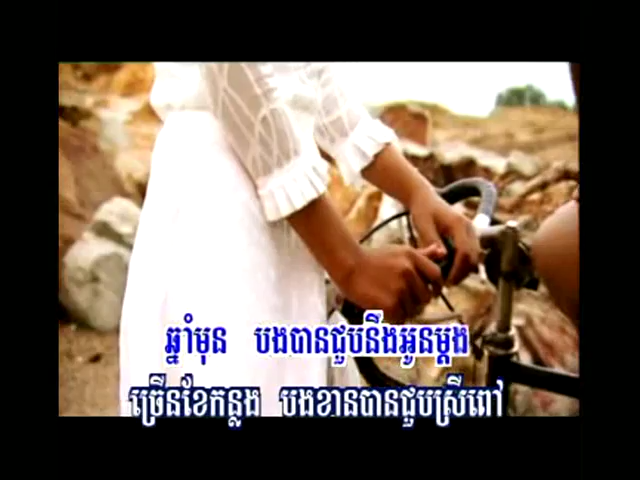 ឆ្នាំមុន បងបានជួបនឹងអូនម្ដង
ច្រើនខែកន្លង បងខានបានជួបស្រីពៅ